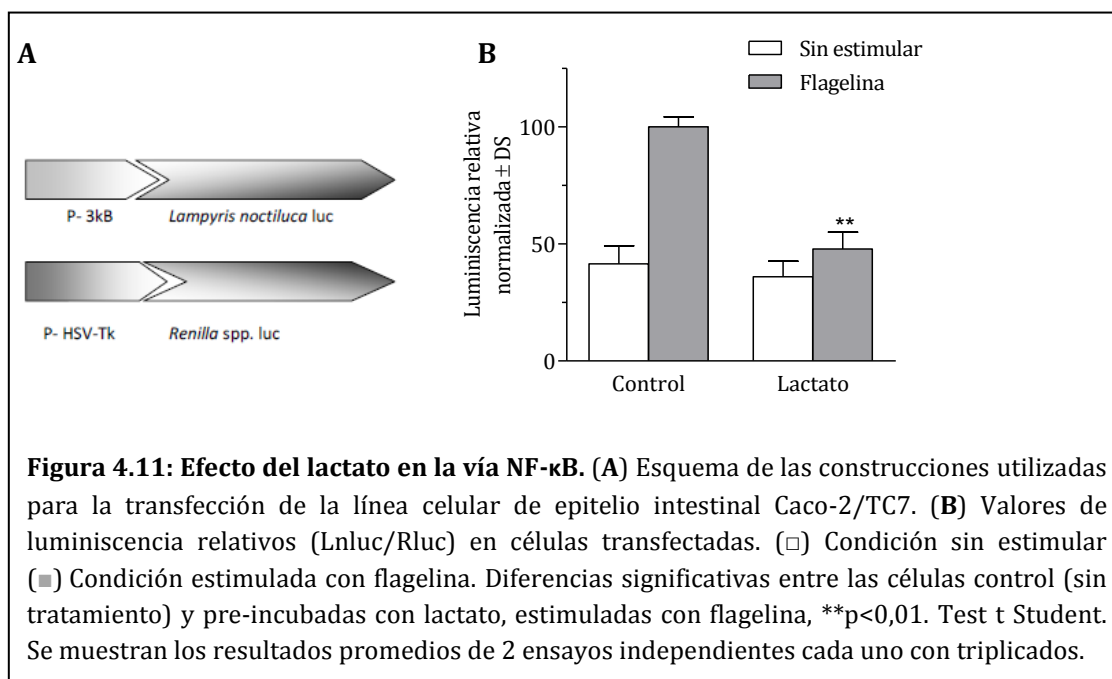 A
P- 3kB
Lampyris noctiluca luc
P- HSV-Tk
Renilla spp. luc
B
Sin estimular
Flagelina
Luminiscencia relativa
normalizada ± DS
100
50
0
**
Control
Lactato
Figura 4.11: Efecto del lactato en la vía NF-κB. (A) Esquema de las construcciones utilizadas
para la transfección de la línea celular de epitelio intestinal Caco-2/TC7. (B) Valores de
luminiscencia relativos (Lnluc/Rluc) en células transfectadas. (□) Condición sin estimular
(■) Condición estimulada con flagelina. Diferencias significativas entre las células control (sin
tratamiento) y pre-incubadas con lactato, estimuladas con flagelina, **p<0,01. Test t Student.
Se muestran los resultados promedios de 2 ensayos independientes cada uno con triplicados.